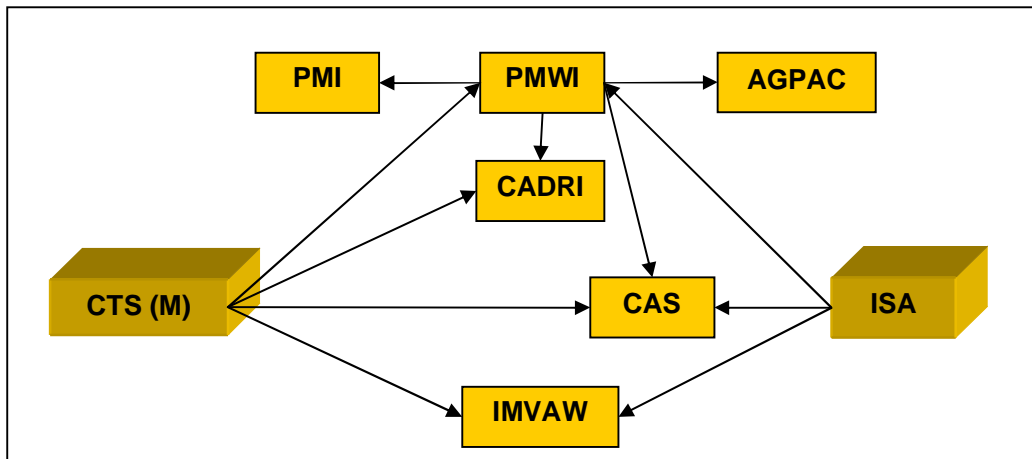 PMI
PMWI
AGPAC
CADRI
CTS (M)
CAS
ISA
IMVAW